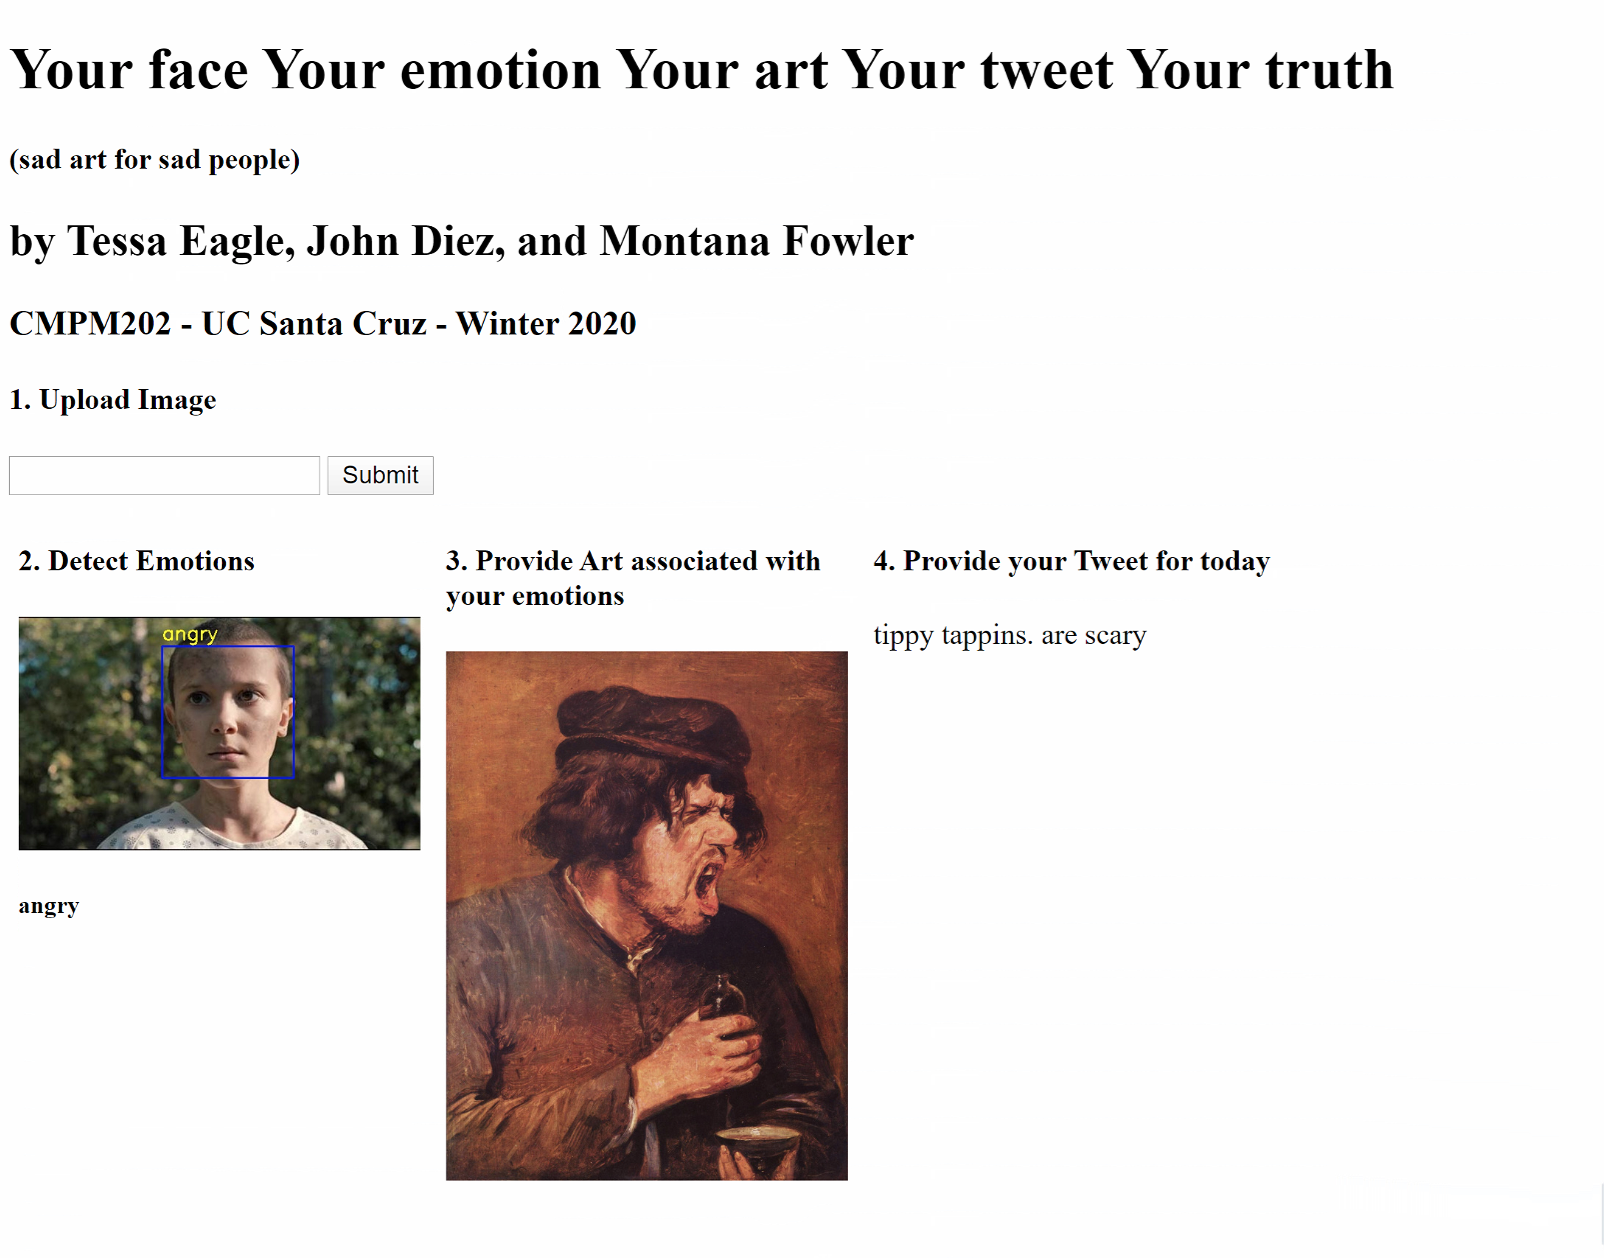 Your face Your emotion Your art Your tweet Your truth
(sad art for sad people)
by Tessa Eagle, John Diez, and Montana Fowler
CMPM202 - UC Santa Cruz - Winter 2020
1. Upload Image
Submit
2. Detect Emotions
angry
angry
3. Provide Art associated with
your emotions
4. Provide your Tweet for today
tippy tappins. are scary